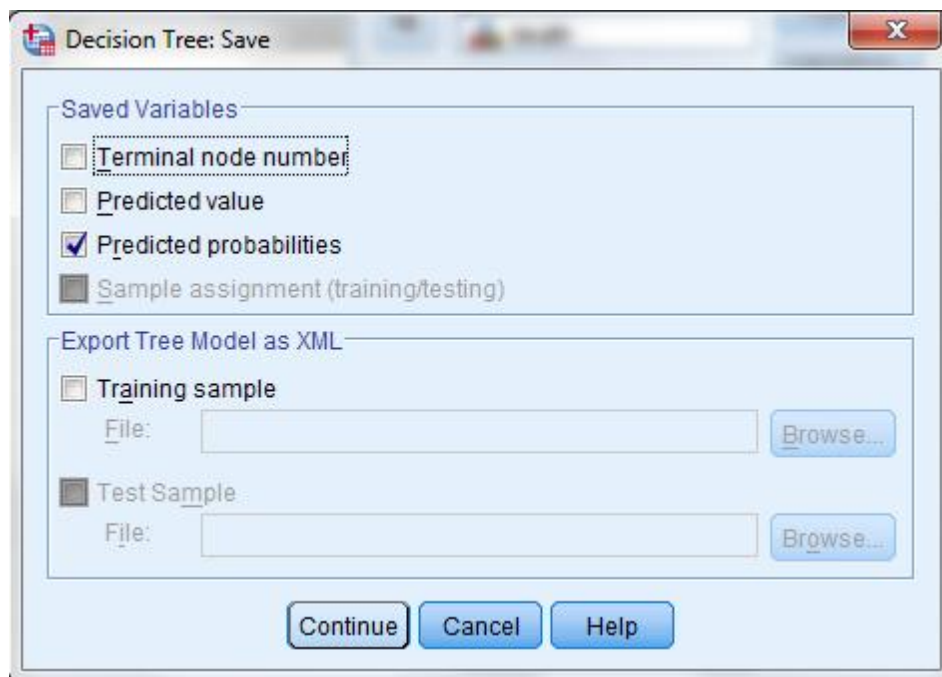 Decision Tree: Save
Saved Variables
Terminal node number
Predicted value
Predicted probabilities
Sample assignment (training/testing)
Export Tree Model as XML
Training sample
File:
Browse...
Test Sample
File:
Browse...
Continue Cancel Help